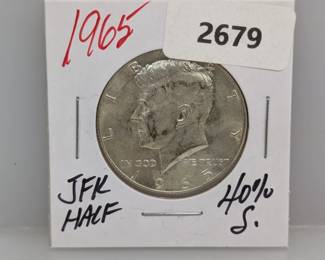 1965
2679
LIBERTY
IN GOD WE TRUST
1965
JFK
HALF
40%
S.